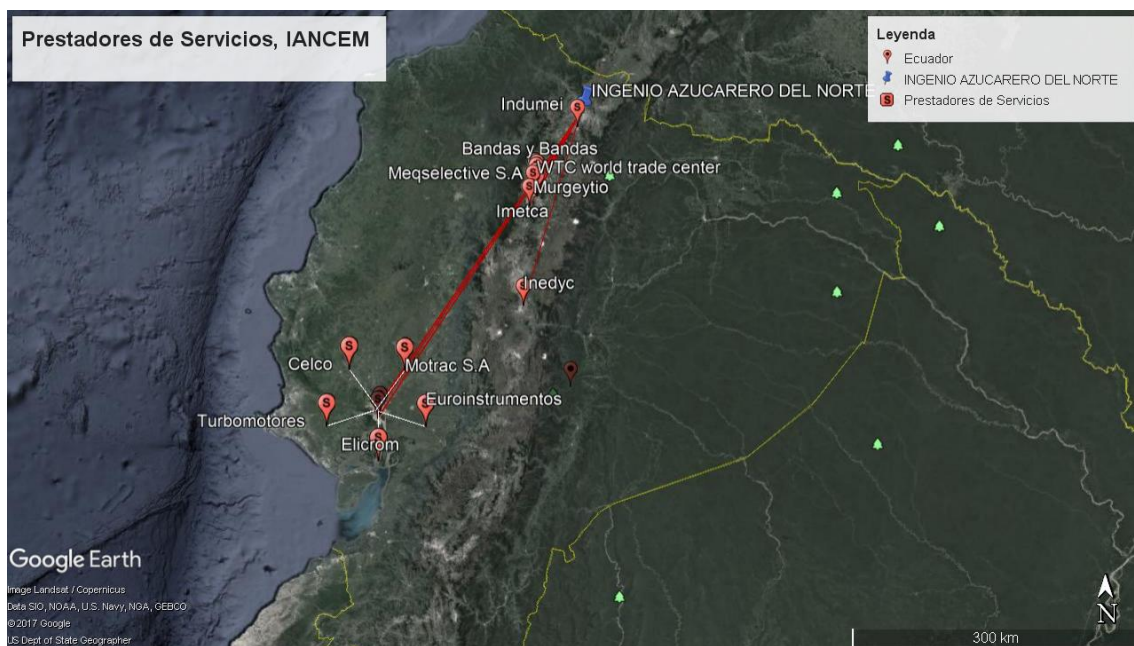 Prestadores de Servicios, IANCEM
Leyenda
Ecuador
INGENIO AZUCARERO DEL NORTE
Prestadores de Servicios
INGENIO AZUCARERO DEL NORTE
Indumei
Bandas y Bandas
Meqselective S.A
WTC world trade center
Murgeytio
Imetca
Inedyc
Celco
Motrac S.A
Euroinstrumentos
Turbomotores
Elicrom
Google Earth
Image Landsat / Copernicus
Data SIO, NOAA, U.S. Navy, NGA, GEBCO
©2017 Google
US Dept of State Geographer
N
300 km